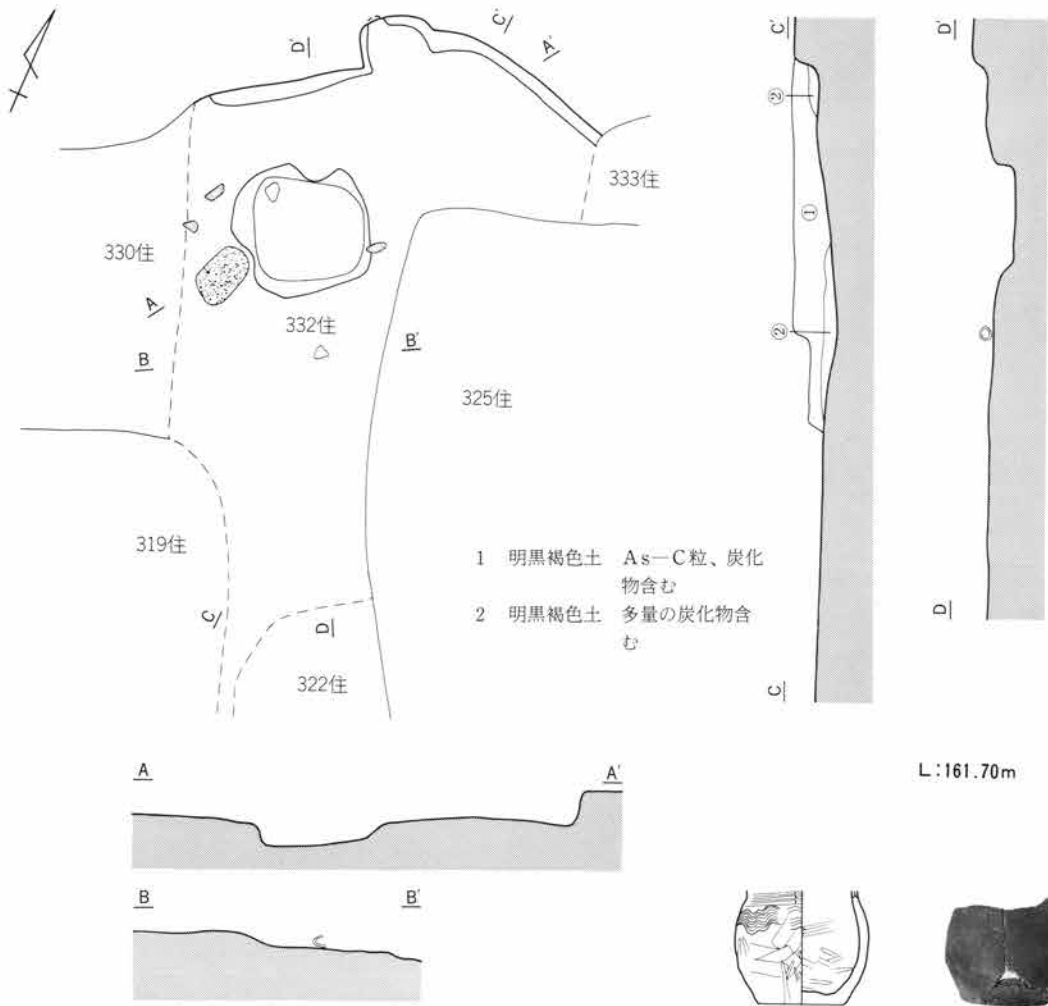 D'
C'
A'
333住
330住
A
332住
B
B'
325住
319住
C
D
322住
1 明黒褐色土 As—C粒、炭化
物含む
2 明黒褐色土 多量の炭化物含
む
C'
②
①
②
C
D'
D
A
A'
L:161.70m
B
B'